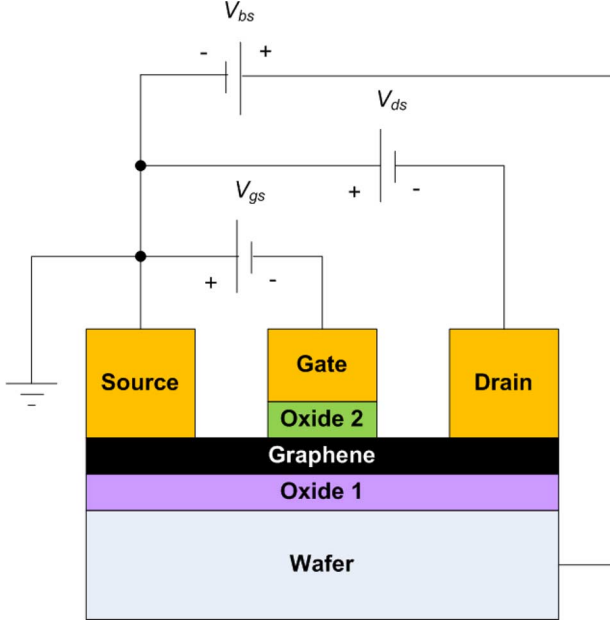 Vbs
- +
Vds
+ -
Vgs
+ -
Source
Gate
Drain
Oxide 2
Graphene
Oxide 1
Wafer